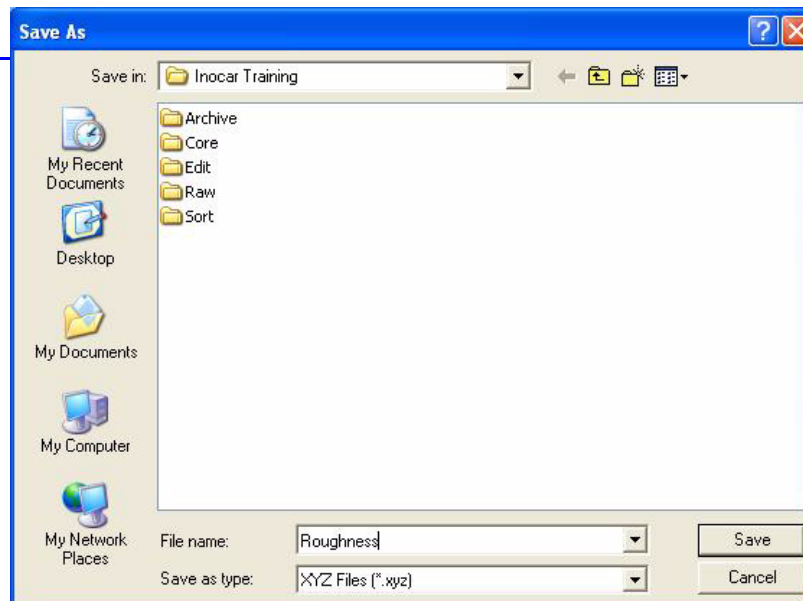 Save As
Save in:
Inocar Training
My Recent
Documents
Desktop
My Documents
My Computer
My Network
Places
Archive
Core
Edit
Raw
Sort
File name:
Roughness
Save
Save as type:
XYZ Files (*.xyz)
Cancel